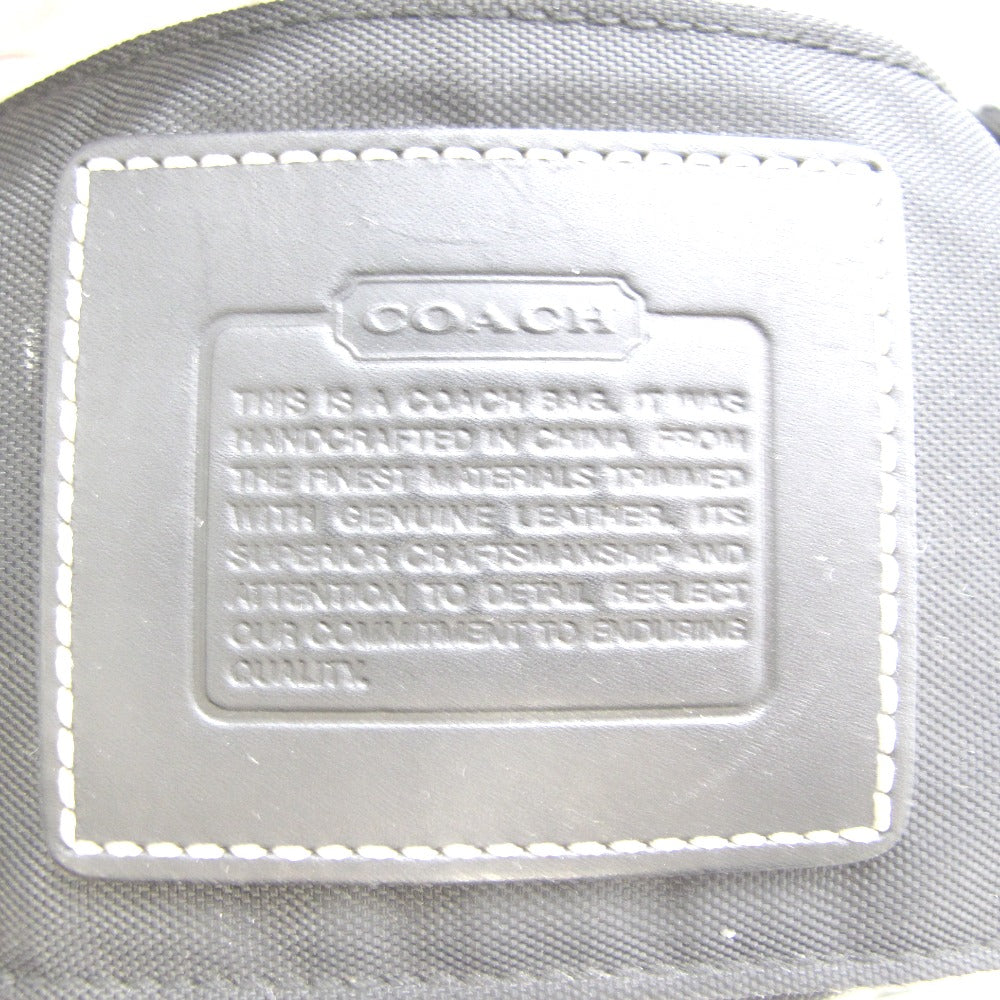 COACH
THIS IS A COACH BAG. IT WAS
HANDCRAFTED IN CHINA FROM
THE FINEST MATERIALS TRIMMED
WITH GENUINE LEATHER. ITS
SUPERIOR CRAFTSMANSHIP AND
ATTENTION TO DETAIL REFLECT
OUR COMMITMENT TO ENDURING
QUALITY.